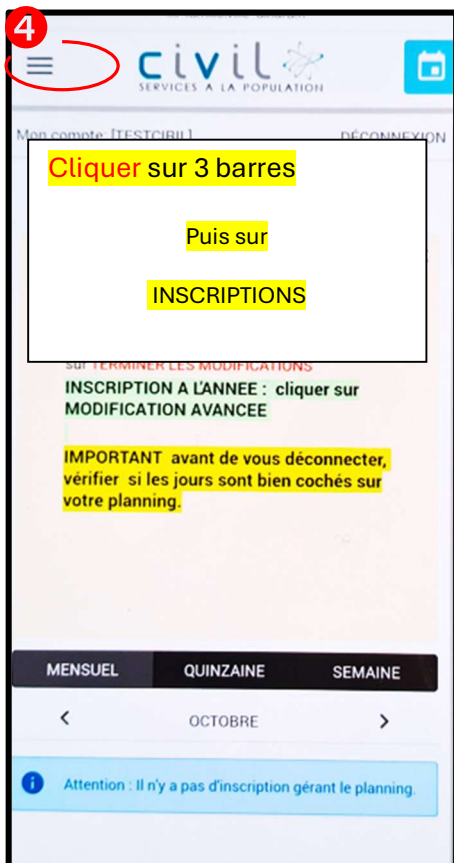 4
civil
SERVICES A LA POPULATION
Mon compte: [TESTCIRIL] DÉCONNEXION
Cliquer sur 3 barres
Puis sur
INSCRIPTIONS
sur TERMINER LES MODIFICATIONS
INSCRIPTION A L'ANNEE : cliquer sur
MODIFICATION AVANCEE
IMPORTANT avant de vous déconnecter,
vérifier si les jours sont bien cochés sur
votre planning.
MENSUEL QUINZAINE SEMAINE
< OCTOBRE >
Attention : Il n'y a pas d'inscription gérant le planning.